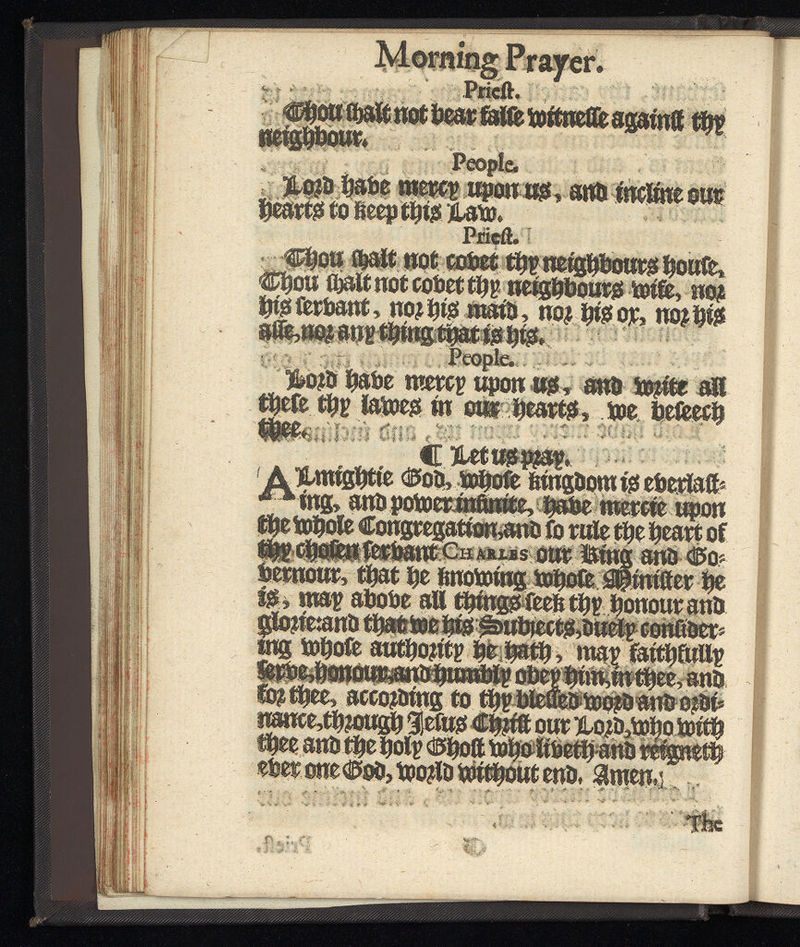 Morning Prayer.
Prieſt.
Thou ſhalt not bear falſe witneſſe againſt thy
neighbour.
People.
Lord have mercy upon us, and incline our
hearts to keep this Law.
Prieſt.
Thou ſhalt not covet thy neighbours houſe,
Thou ſhalt not covet thy neighbours wife, nor
his ſervant, nor his maid, nor his ox, nor his
aſſe, nor any thing that is his.
People.
Lord have mercy upon us, and write all
theſe thy lawes in our hearts, we beſeech
thee.
¶ Let us pray.
ALmightie God, whoſe kingdom is everlaſt-
ing, and power infinite, have mercie upon
the whole Congregation, and ſo rule the heart of
thy choſen ſervant CHARLES our King and Go-
vernour, that he knowing whoſe Miniſter he
is, may above all things ſeek thy honour and
glorie: and that we his Subjects, duely conſider-
ing whoſe authority he hath, may faithfully
ſerve, honour, and humbly obey him, in thee, and
for thee, according to thy bleſſed word and ordi-
nance, through Jeſus Chriſt our Lord, who with
thee and the holy Ghoſt who liveth and reigneth
ever one God, world without end. Amen.
The